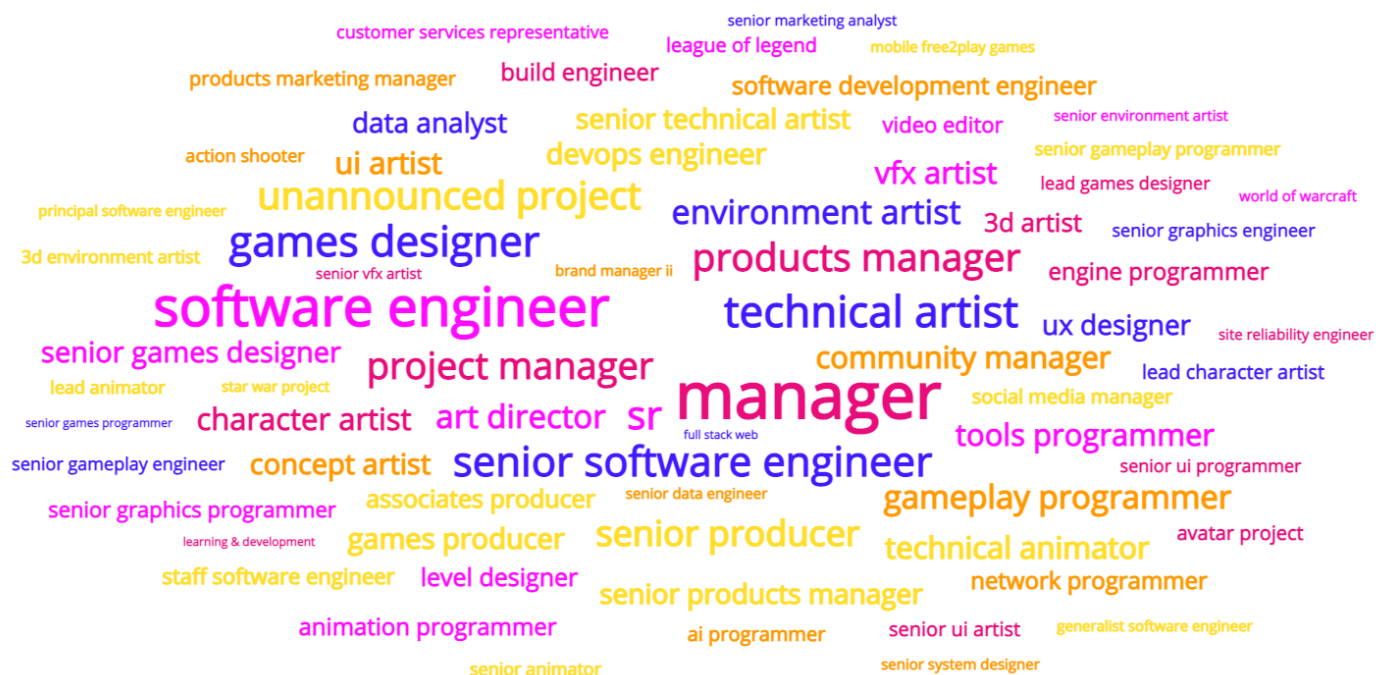 senior marketing analyst
customer services representative
league of legend
mobile free2play games
products marketing manager
build engineer
software development engineer
data analyst
senior technical artist
video editor
senior environment artist
action shooter
ui artist
devops engineer
vfx artist
senior gameplay programmer
lead games designer
unannounced project
world of warcraft
principal software engineer
environment artist
3d artist
senior graphics engineer
games designer
3d environment artist
senior vfx artist
brand manager ii
products manager
engine programmer
software engineer
technical artist
ux designer
site reliability engineer
senior games designer
project manager
community manager
lead character artist
lead animator
star war project
manager
social media manager
senior games programmer
character artist
art director
sr
full stack web
tools programmer
senior gameplay engineer
concept artist
senior software engineer
senior ui programmer
associates producer
senior data engineer
gameplay programmer
senior graphics programmer
learning & development
games producer
senior producer
technical animator
avatar project
staff software engineer
level designer
senior products manager
network programmer
animation programmer
ai programmer
senior ui artist
generalist software engineer
senior animator
senior system designer